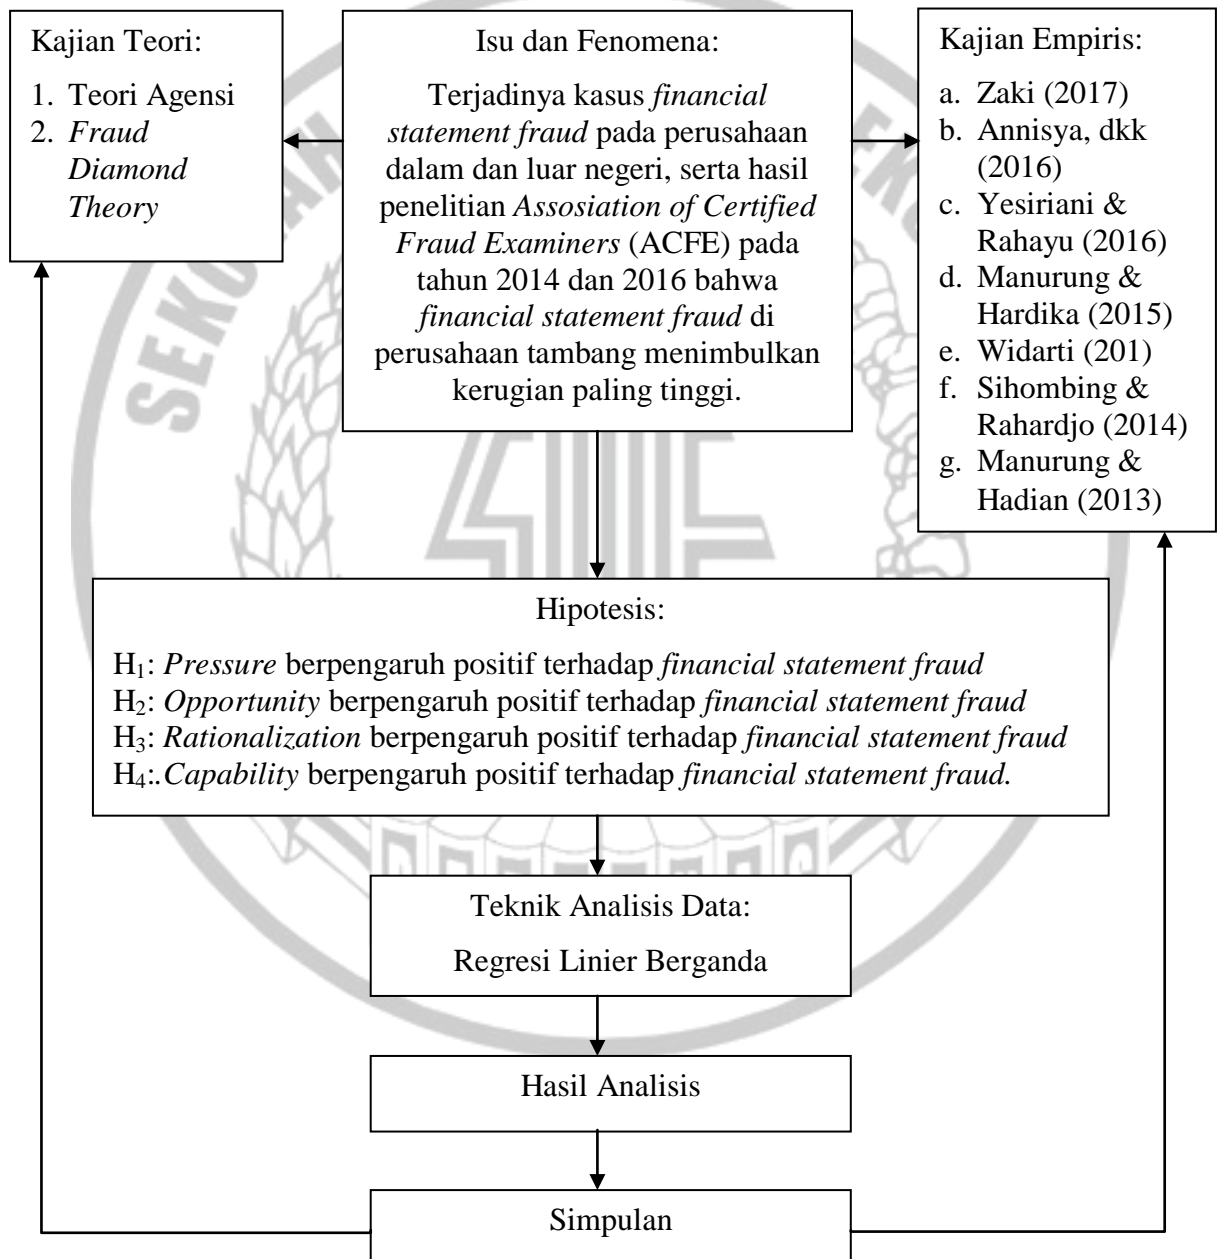 Kajian Teori:
1. Teori Agensi
2. Fraud
Diamond
Theory
Isu dan Fenomena:
Terjadinya kasus financial
statement fraud pada perusahaan
dalam dan luar negeri, serta hasil
penelitian Assosiation of Certified
Fraud Examiners (ACFE) pada
tahun 2014 dan 2016 bahwa
financial statement fraud di
perusahaan tambang menimbulkan
kerugian paling tinggi.
Kajian Empiris:
a. Zaki (2017)
b. Annisya, dkk
(2016)
c. Yesiriani &
Rahayu (2016)
d. Manurung &
Hardika (2015)
e. Widarti (201)
f. Sihombing &
Rahardjo (2014)
g. Manurung &
Hadian (2013)
Hipotesis:
H₁: Pressure berpengaruh positif terhadap financial statement fraud
H₂: Opportunity berpengaruh positif terhadap financial statement fraud
H₃: Rationalization berpengaruh positif terhadap financial statement fraud
H₄:.Capability berpengaruh positif terhadap financial statement fraud.
Teknik Analisis Data:
Regresi Linier Berganda
Hasil Analisis
Simpulan